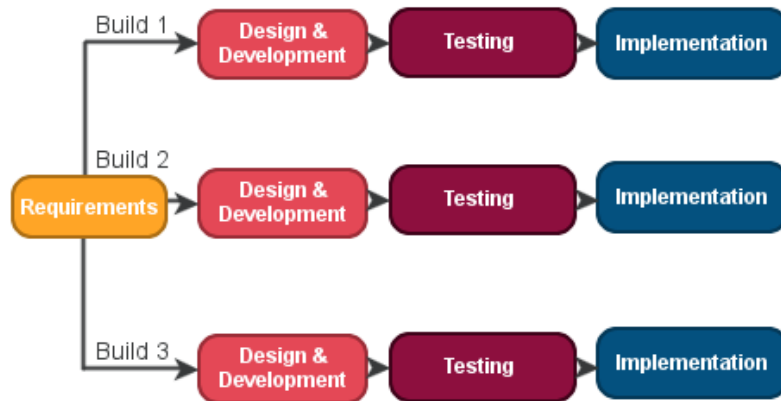 Build 1
Design &
Development
Testing
Implementation
Build 2
Requirements
Design &
Development
Testing
Implementation
Build 3
Design &
Development
Testing
Implementation